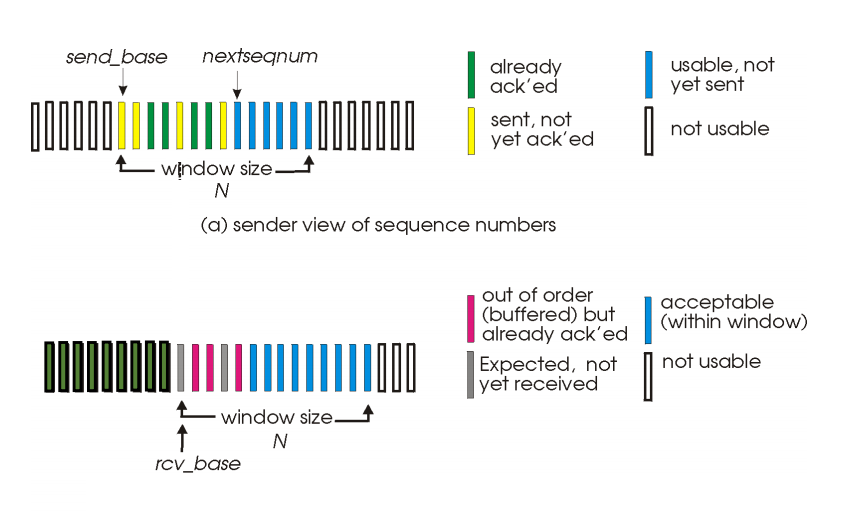 send_base
nextseqnum
already
ack'ed
usable, not
yet sent
sent, not
yet ack'ed
not usable
window size
N
(a) sender view of sequence numbers
out of order
(buffered) but
already ack'ed
acceptable
(within window)
Expected, not
yet received
not usable
window size
N
rcv_base